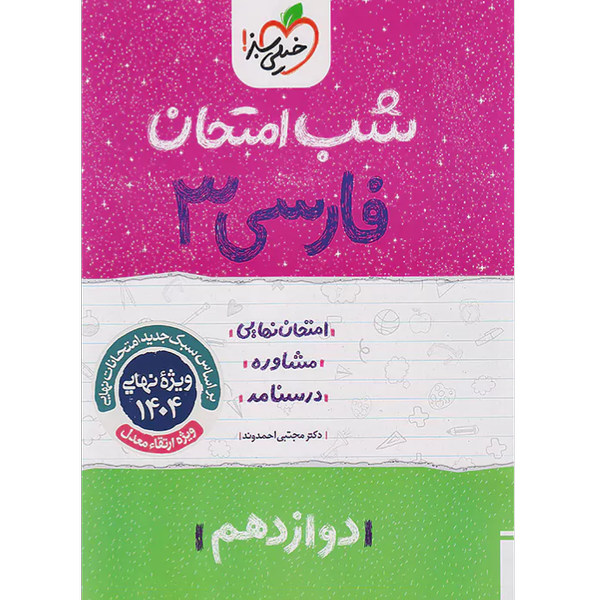 خیلی سبز!
شب امتحان
فارسی ۳
امتحان نهایی
مشاوره
درسنامه
دکتر مجتبی احمدوند
بر اساس سبک جدید امتحانات نهایی
ویژهٔ نهایی
۱۴۰۴
ویژه ارتقاء معدل
دوازدهم